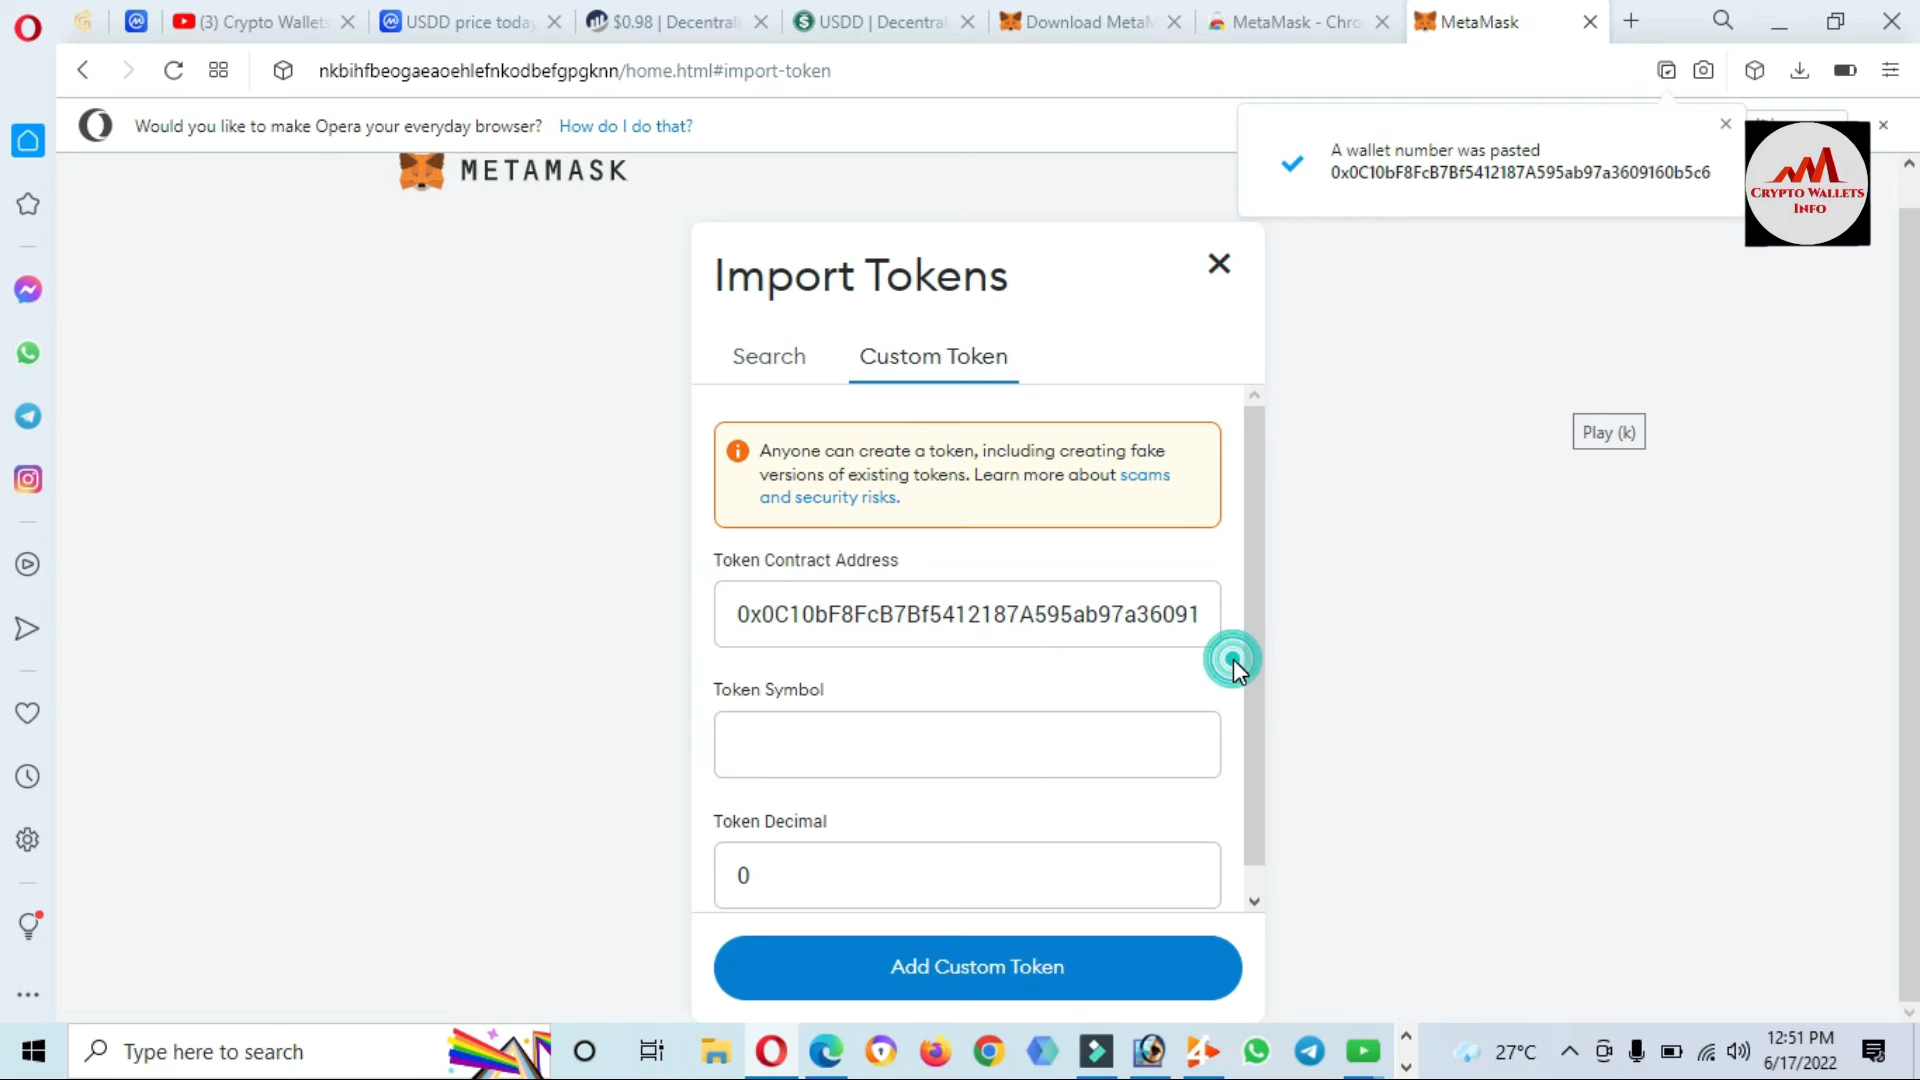 (3) Crypto Wallets
USDD price today
$0.98 | Decentrali
USDD | Decentral
Download MetaM
MetaMask - Chro
MetaMask
nkbihfbeogaeaoehlefnkodbefgpgknn/home.html#import-token
Would you like to make Opera your everyday browser? How do I do that?
A wallet number was pasted
0x0C10bF8FcB7Bf5412187A595ab97a3609160b5c6
CRYPTO WALLETS
INFO
METAMASK
Import Tokens
Search
Custom Token
Anyone can create a token, including creating fake
versions of existing tokens. Learn more about scams
and security risks.
Play (k)
Token Contract Address
0x0C10bF8FcB7Bf5412187A595ab97a36091
Token Symbol
Token Decimal
0
Add Custom Token
Type here to search
27°C
12:51 PM
6/17/2022